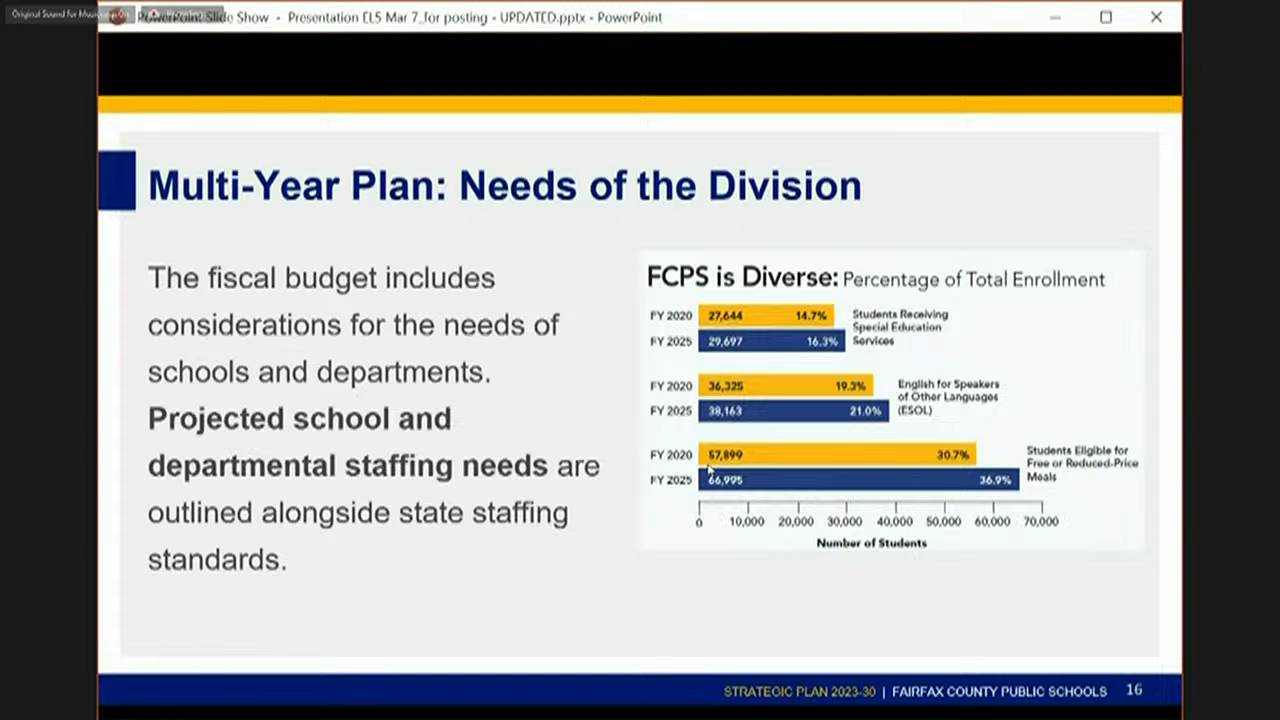 Original Sound for Musicians: On
Recording
PowerPoint Slide Show - Presentation EL5 Mar 7_for posting - UPDATED.pptx - PowerPoint
Multi-Year Plan: Needs of the Division
The fiscal budget includes
considerations for the needs of
schools and departments.
Projected school and
departmental staffing needs are
outlined alongside state staffing
standards.
FCPS is Diverse: Percentage of Total Enrollment
FY 2020 27,644 14.7%
FY 2025 29,697 16.3%
Students Receiving
Special Education
Services
FY 2020 36,325 19.3%
FY 2025 38,163 21.0%
English for Speakers
of Other Languages
(ESOL)
FY 2020 57,899 30.7%
FY 2025 66,995 36.9%
Students Eligible for
Free or Reduced-Price
Meals
0 10,000 20,000 30,000 40,000 50,000 60,000 70,000
Number of Students
STRATEGIC PLAN 2023-30 | FAIRFAX COUNTY PUBLIC SCHOOLS 16